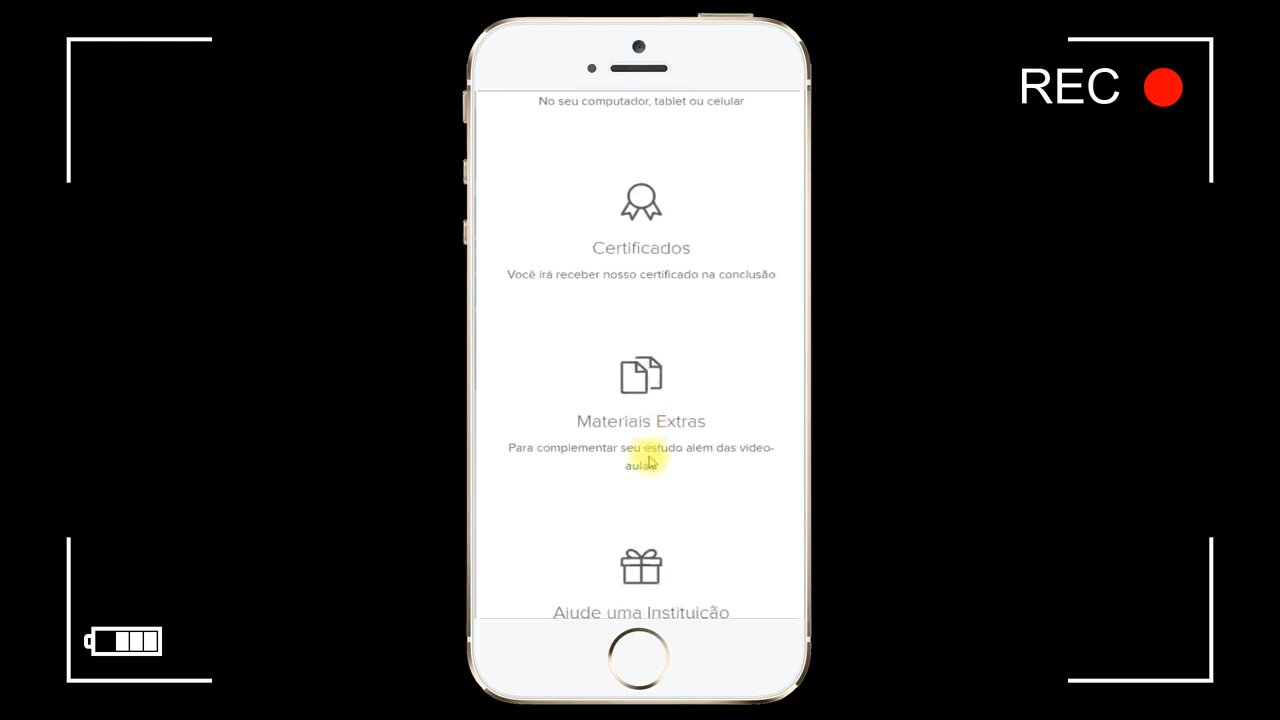 REC
No seu computador, tablet ou celular
Certificados
Você irá receber nosso certificado na conclusão
Materiais Extras
Para complementar seu estudo além das vídeo-
aulas.
Ajude uma Instituição